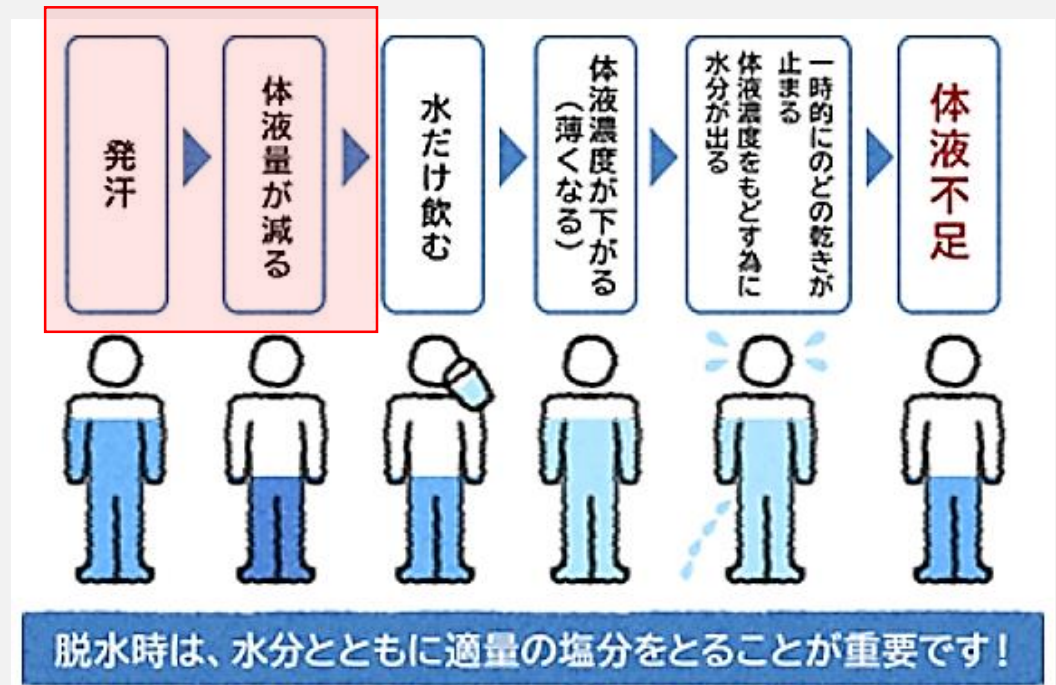 発汗
体液量が減る
水だけ飲む
体液濃度が下がる
（薄くなる）
一時的にのどの乾きが
止まる
体液濃度をもどす為に
水分が出る
体液不足
脱水時は、水分とともに適量の塩分をとることが重要です！